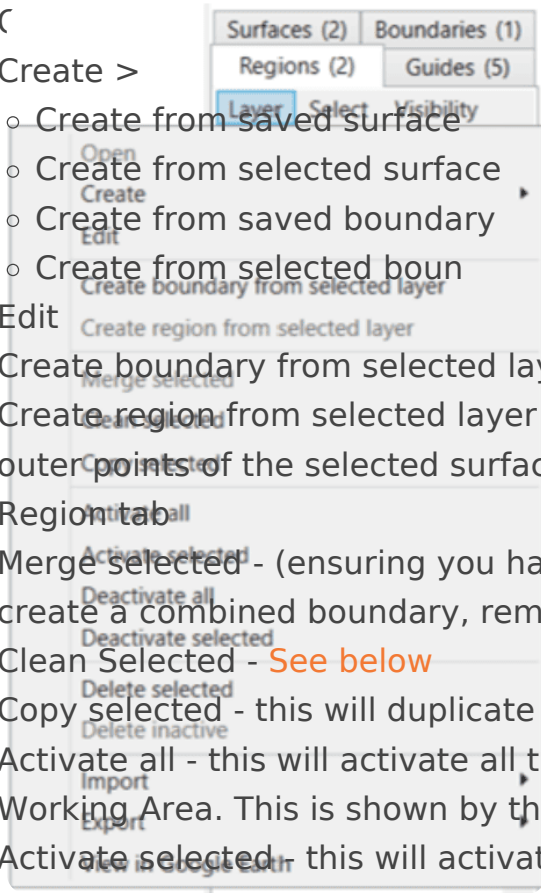 Surfaces (2) Boundaries (1)
Create >
Regions (2) Guides (5)
Layer Select Visibility
○ Create from saved surface
Open
○ Create from selected surface
Create
○ Create from saved boundary
Edit
○ Create from selected boun
Create boundary from selected layer
Edit
Create region from selected layer
Create boundary from selected lay
Merge selected
Create region from selected layer
Clean selected
outer points of the selected surfac
Copy selected
Region tab
Activate all
Merge selected - (ensuring you ha
Activate selected
create a combined boundary, rem
Deactivate all
Deactivate selected
Clean Selected - See below
Delete selected
Copy selected - this will duplicate
Delete inactive
Activate all - this will activate all t
Import
Working Area. This is shown by th
Export
Activate selected - this will activat
View in Google Earth